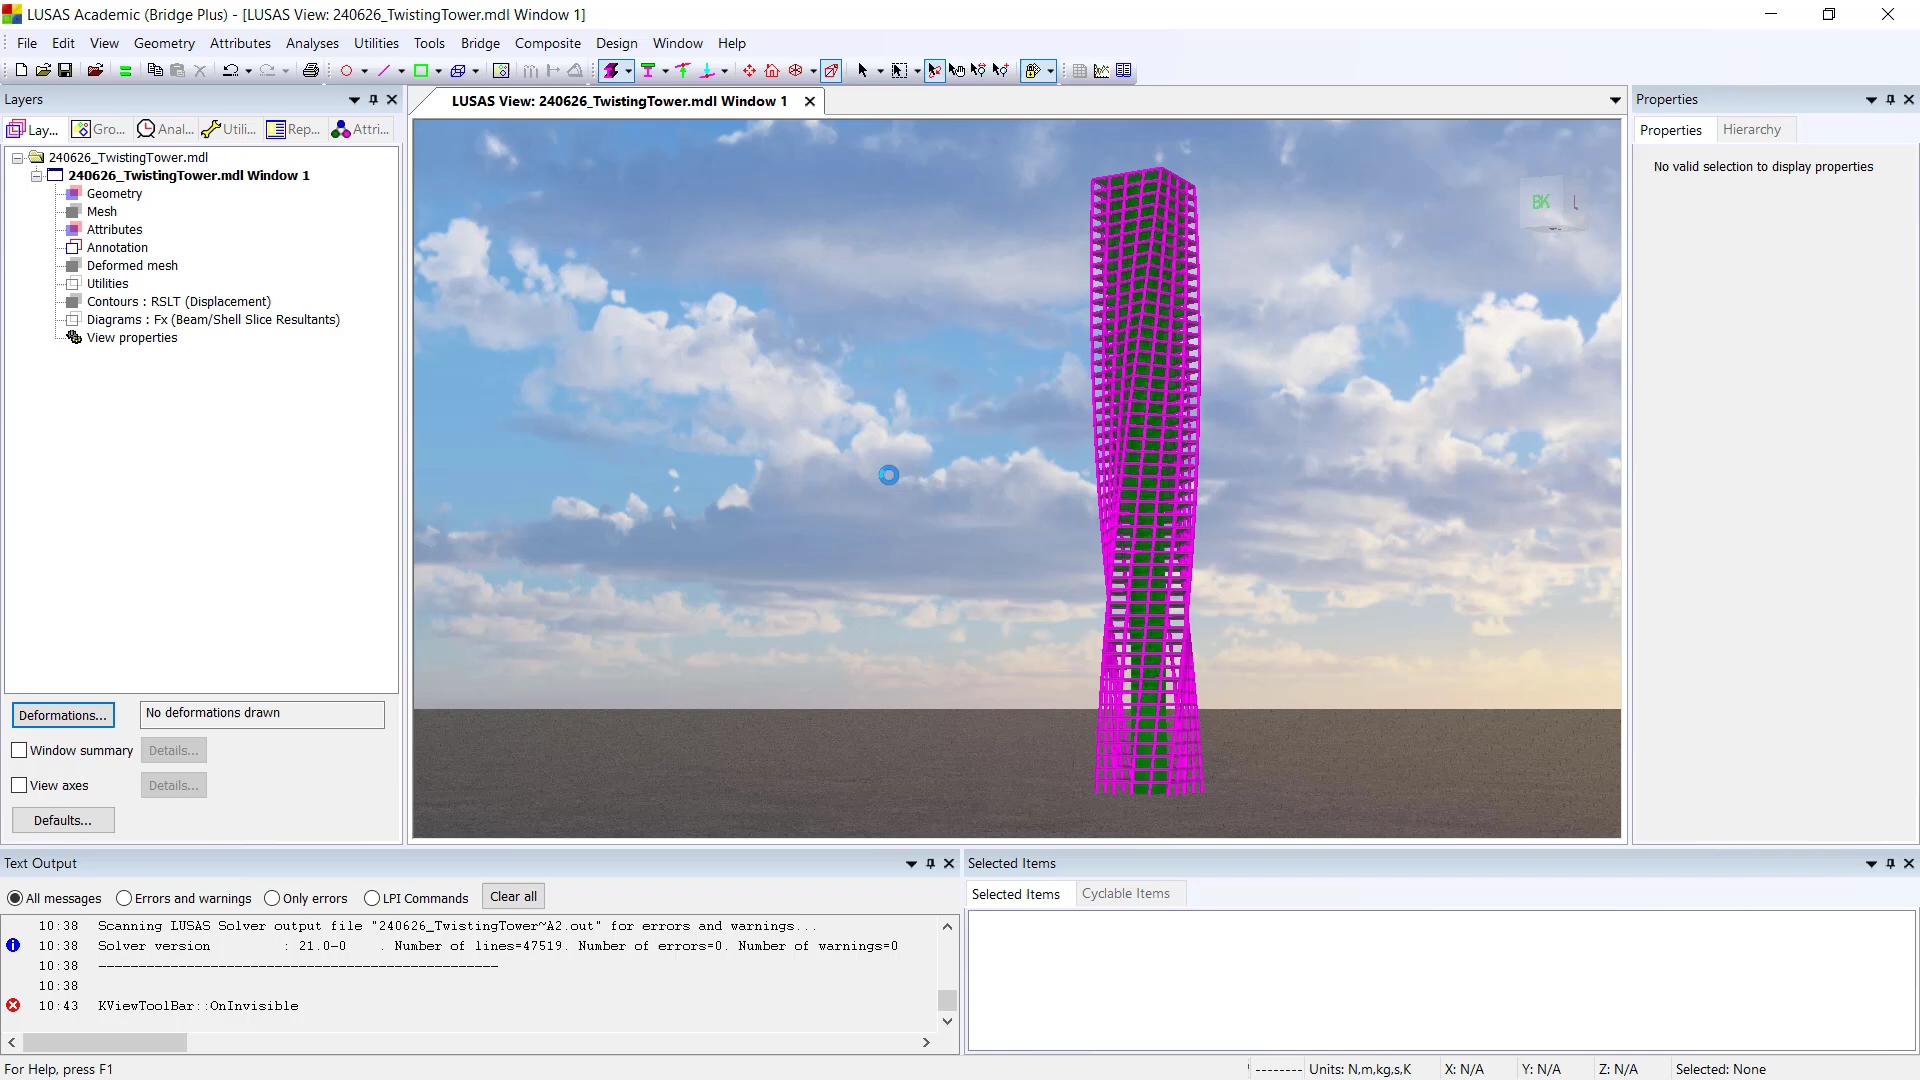 LUSAS Academic (Bridge Plus) - [LUSAS View: 240626_TwistingTower.mdl Window 1]
File Edit View Geometry Attributes Analyses Utilities Tools Bridge Composite Design Window Help
Layers
Lay... Gro... Anal... Utili... Rep... Attri...
240626_TwistingTower.mdl
240626_TwistingTower.mdl Window 1
Geometry
Mesh
Attributes
Annotation
Deformed mesh
Utilities
Contours : RSLT (Displacement)
Diagrams : Fx (Beam/Shell Slice Resultants)
View properties
Deformations... No deformations drawn
Window summary Details...
View axes Details...
Defaults...
LUSAS View: 240626_TwistingTower.mdl Window 1
BK L
Properties
Properties Hierarchy
No valid selection to display properties
Text Output
All messages Errors and warnings Only errors LPI Commands Clear all
10:38 Scanning LUSAS Solver output file "240626_TwistingTower~A2.out" for errors and warnings...
10:38 Solver version : 21.0-0 . Number of lines=47519. Number of errors=0. Number of warnings=0
10:38 --------------------------------------------------
10:38
10:43 KViewToolBar::OnInvisible
Selected Items
Selected Items Cyclable Items
For Help, press F1
-------- Units: N,m,kg,s,K X: N/A Y: N/A Z: N/A Selected: None